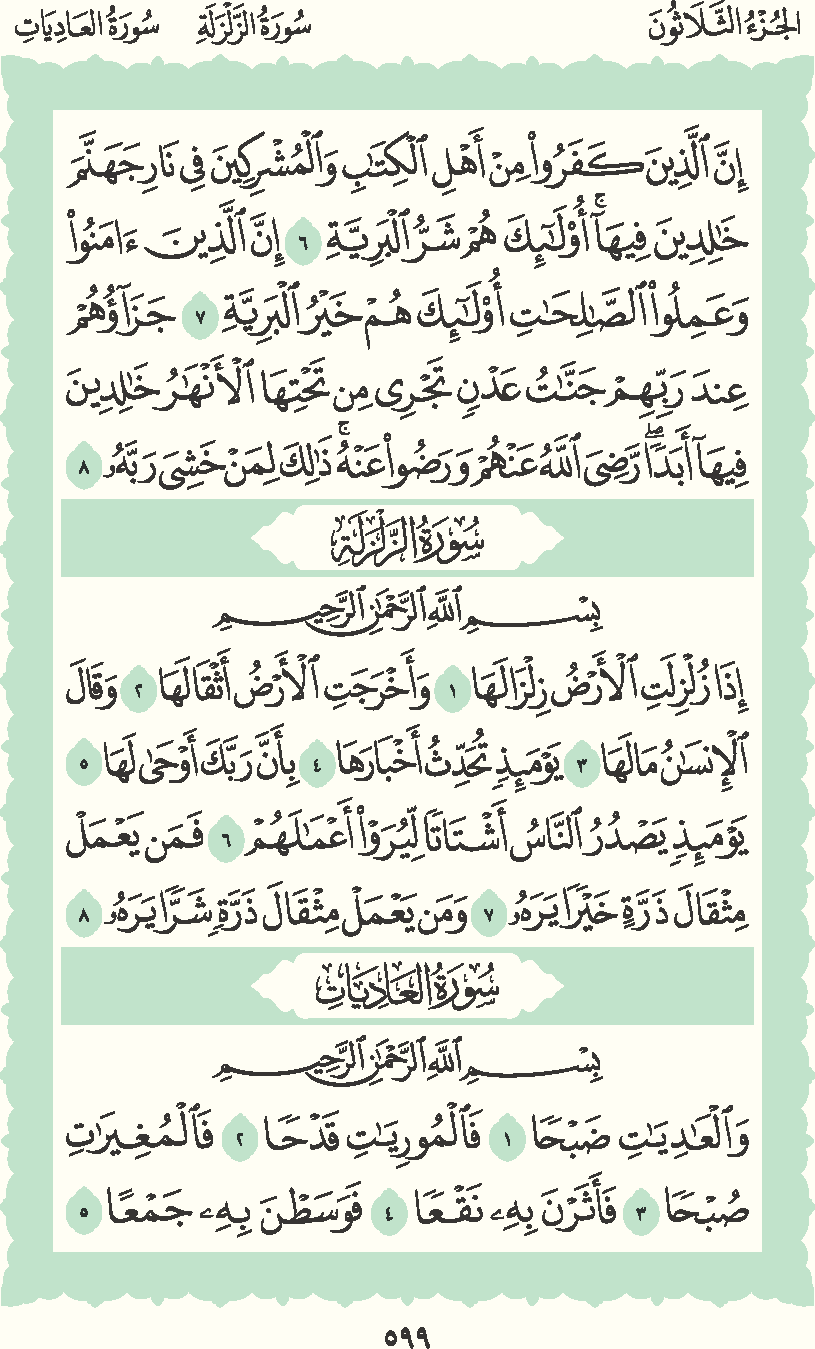 الجُزْءُ الثَّلَاثُونَ سُورَةُ الزَّلْزَلَةِ سُورَةُ العَادِيَاتِ
إِنَّ ٱلَّذِينَ كَفَرُوا۟ مِنْ أَهْلِ ٱلْكِتَـٰبِ وَٱلْمُشْرِكِينَ فِى نَارِ جَهَنَّمَ
خَـٰلِدِينَ فِيهَآ ۚ أُو۟لَـٰٓئِكَ هُمْ شَرُّ ٱلْبَرِيَّةِ ٦ إِنَّ ٱلَّذِينَ ءَامَنُوا۟
وَعَمِلُوا۟ ٱلصَّـٰلِحَـٰتِ أُو۟لَـٰٓئِكَ هُمْ خَيْرُ ٱلْبَرِيَّةِ ٧ جَزَآؤُهُمْ
عِندَ رَبِّهِمْ جَنَّـٰتُ عَدْنٍ تَجْرِى مِن تَحْتِهَا ٱلْأَنْهَـٰرُ خَـٰلِدِينَ
فِيهَآ أَبَدًا ۖ رَّضِىَ ٱللَّهُ عَنْهُمْ وَرَضُوا۟ عَنْهُ ۚ ذَٰلِكَ لِمَنْ خَشِىَ رَبَّهُۥ ٨
سُورَةُ الزَّلْزَلَةِ
بِسْمِ ٱللَّهِ ٱلرَّحْمَـٰنِ ٱلرَّحِيمِ
إِذَا زُلْزِلَتِ ٱلْأَرْضُ زِلْزَالَهَا ١ وَأَخْرَجَتِ ٱلْأَرْضُ أَثْقَالَهَا ٢ وَقَالَ
ٱلْإِنسَـٰنُ مَا لَهَا ٣ يَوْمَئِذٍ تُحَدِّثُ أَخْبَارَهَا ٤ بِأَنَّ رَبَّكَ أَوْحَىٰ لَهَا ٥
يَوْمَئِذٍ يَصْدُرُ ٱلنَّاسُ أَشْتَاتًا لِّيُرَوْا۟ أَعْمَـٰلَهُمْ ٦ فَمَن يَعْمَلْ
مِثْقَالَ ذَرَّةٍ خَيْرًا يَرَهُۥ ٧ وَمَن يَعْمَلْ مِثْقَالَ ذَرَّةٍ شَرًّا يَرَهُۥ ٨
سُورَةُ العَادِيَاتِ
بِسْمِ ٱللَّهِ ٱلرَّحْمَـٰنِ ٱلرَّحِيمِ
وَٱلْعَـٰدِيَـٰتِ ضَبْحًا ١ فَٱلْمُورِيَـٰتِ قَدْحًا ٢ فَٱلْمُغِيرَٰتِ
صُبْحًا ٣ فَأَثَرْنَ بِهِۦ نَقْعًا ٤ فَوَسَطْنَ بِهِۦ جَمْعًا ٥
٥٩٩